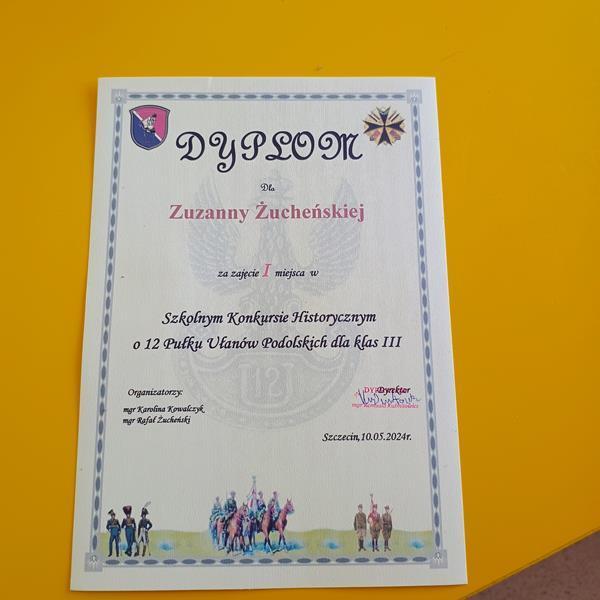 DYPLOM
Dla
Zuzanny Żucheńskiej
za zajęcie I miejsca w
Szkolnym Konkursie Historycznym
o 12 Pułku Ułanów Podolskich dla klas III
Organizatorzy:
mgr Karolina Kowalczyk
mgr Rafał Żucheński
Dyrektor
mgr
Szczecin, 10.05.2024r.